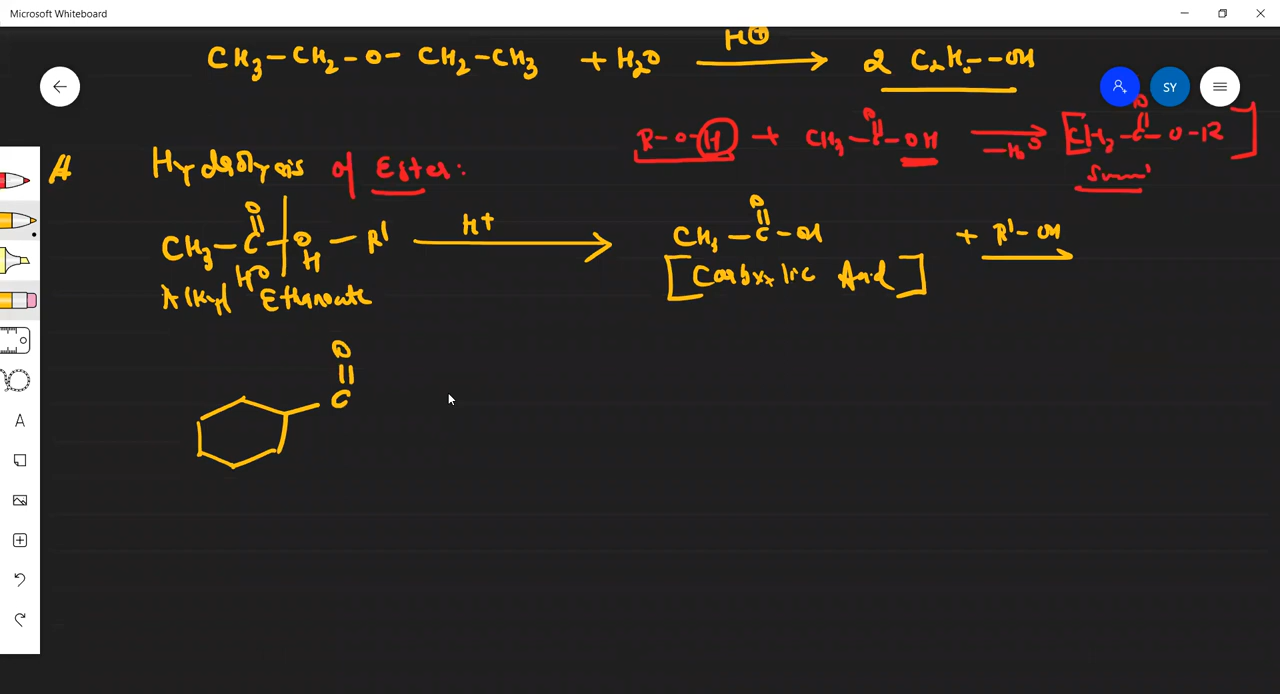 Microsoft Whiteboard
CH3-CH2-O-CH2-CH3 + H2O H⊕ 2 C2H5-OH
SY
R-O-H + CH3-C-OH -H2O [CH3-C-O-R]
O O
A Hydrolysis of Ester:
O O
CH3-C-O-R' H+ CH3-C-OH + R'-OH
HO H
Alkyl Ethanoate [Carboxylic Acid]
O
C
A